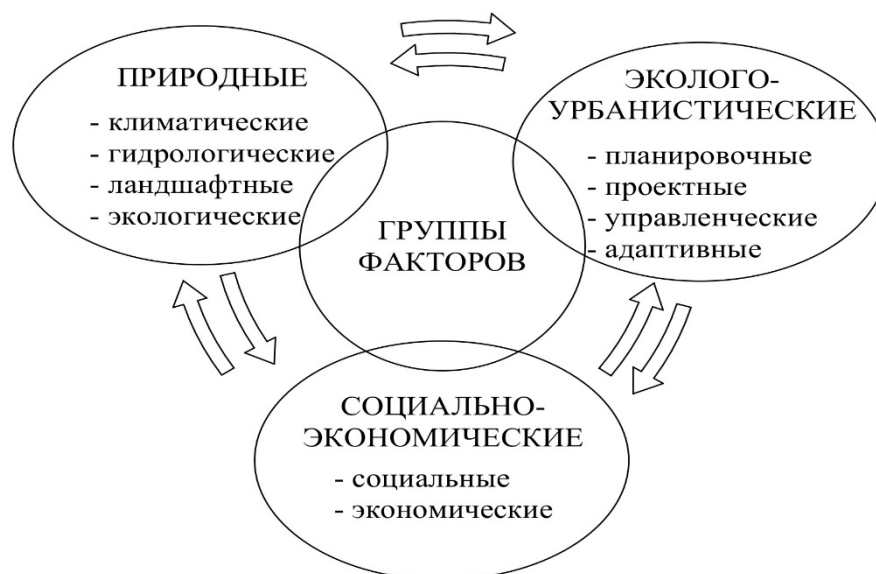 ПРИРОДНЫЕ
- климатические
- гидрологические
- ландшафтные
- экологические
ЭКОЛОГО-
УРБАНИСТИЧЕСКИЕ
- планировочные
- проектные
- управленческие
- адаптивные
ГРУППЫ
ФАКТОРОВ
СОЦИАЛЬНО-
ЭКОНОМИЧЕСКИЕ
- социальные
- экономические